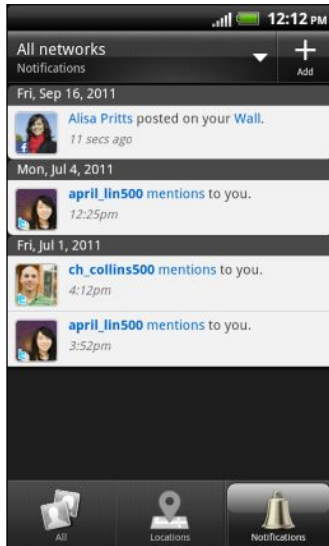 12:12 PM
All networks
Notifications
Add
Fri, Sep 16, 2011
Alisa Pritts posted on your Wall.
11 secs ago
Mon, Jul 4, 2011
april_lin500 mentions to you.
12:25pm
Fri, Jul 1, 2011
ch_collins500 mentions to you.
4:12pm
april_lin500 mentions to you.
3:52pm
All
Locations
Notifications